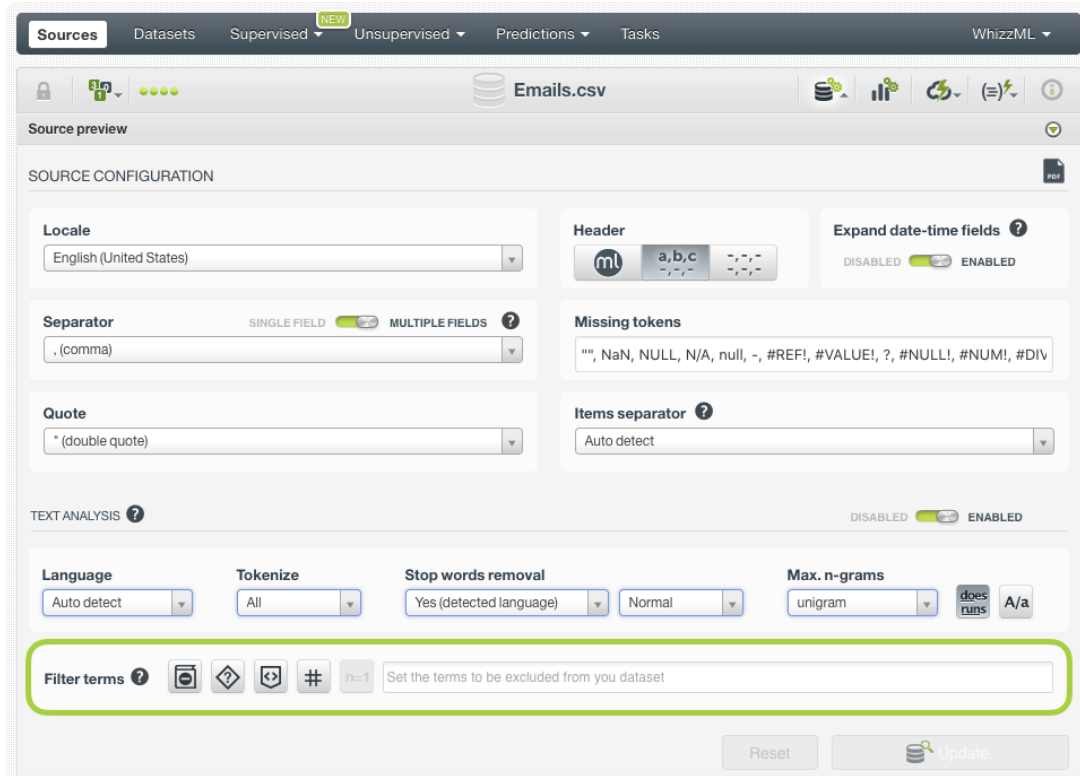 NEW
Sources Datasets Supervised Unsupervised Predictions Tasks WhizzML
Emails.csv
Source preview
SOURCE CONFIGURATION
PDF
Locale
English (United States)
Header
ml
a,b,c
-,-,-
-,-,-
-,-,-
Expand date-time fields ?
DISABLED ENABLED
Separator SINGLE FIELD MULTIPLE FIELDS ?
, (comma)
Missing tokens
"", NaN, NULL, N/A, null, -, #REF!, #VALUE!, ?, #NULL!, #NUM!, #DIV
Quote
" (double quote)
Items separator ?
Auto detect
TEXT ANALYSIS ? DISABLED ENABLED
Language Tokenize Stop words removal Max. n-grams
Auto detect All Yes (detected language) Normal unigram
does
runs
A/a
Filter terms ? ? <> # n=1 Set the terms to be excluded from you dataset
Reset Update